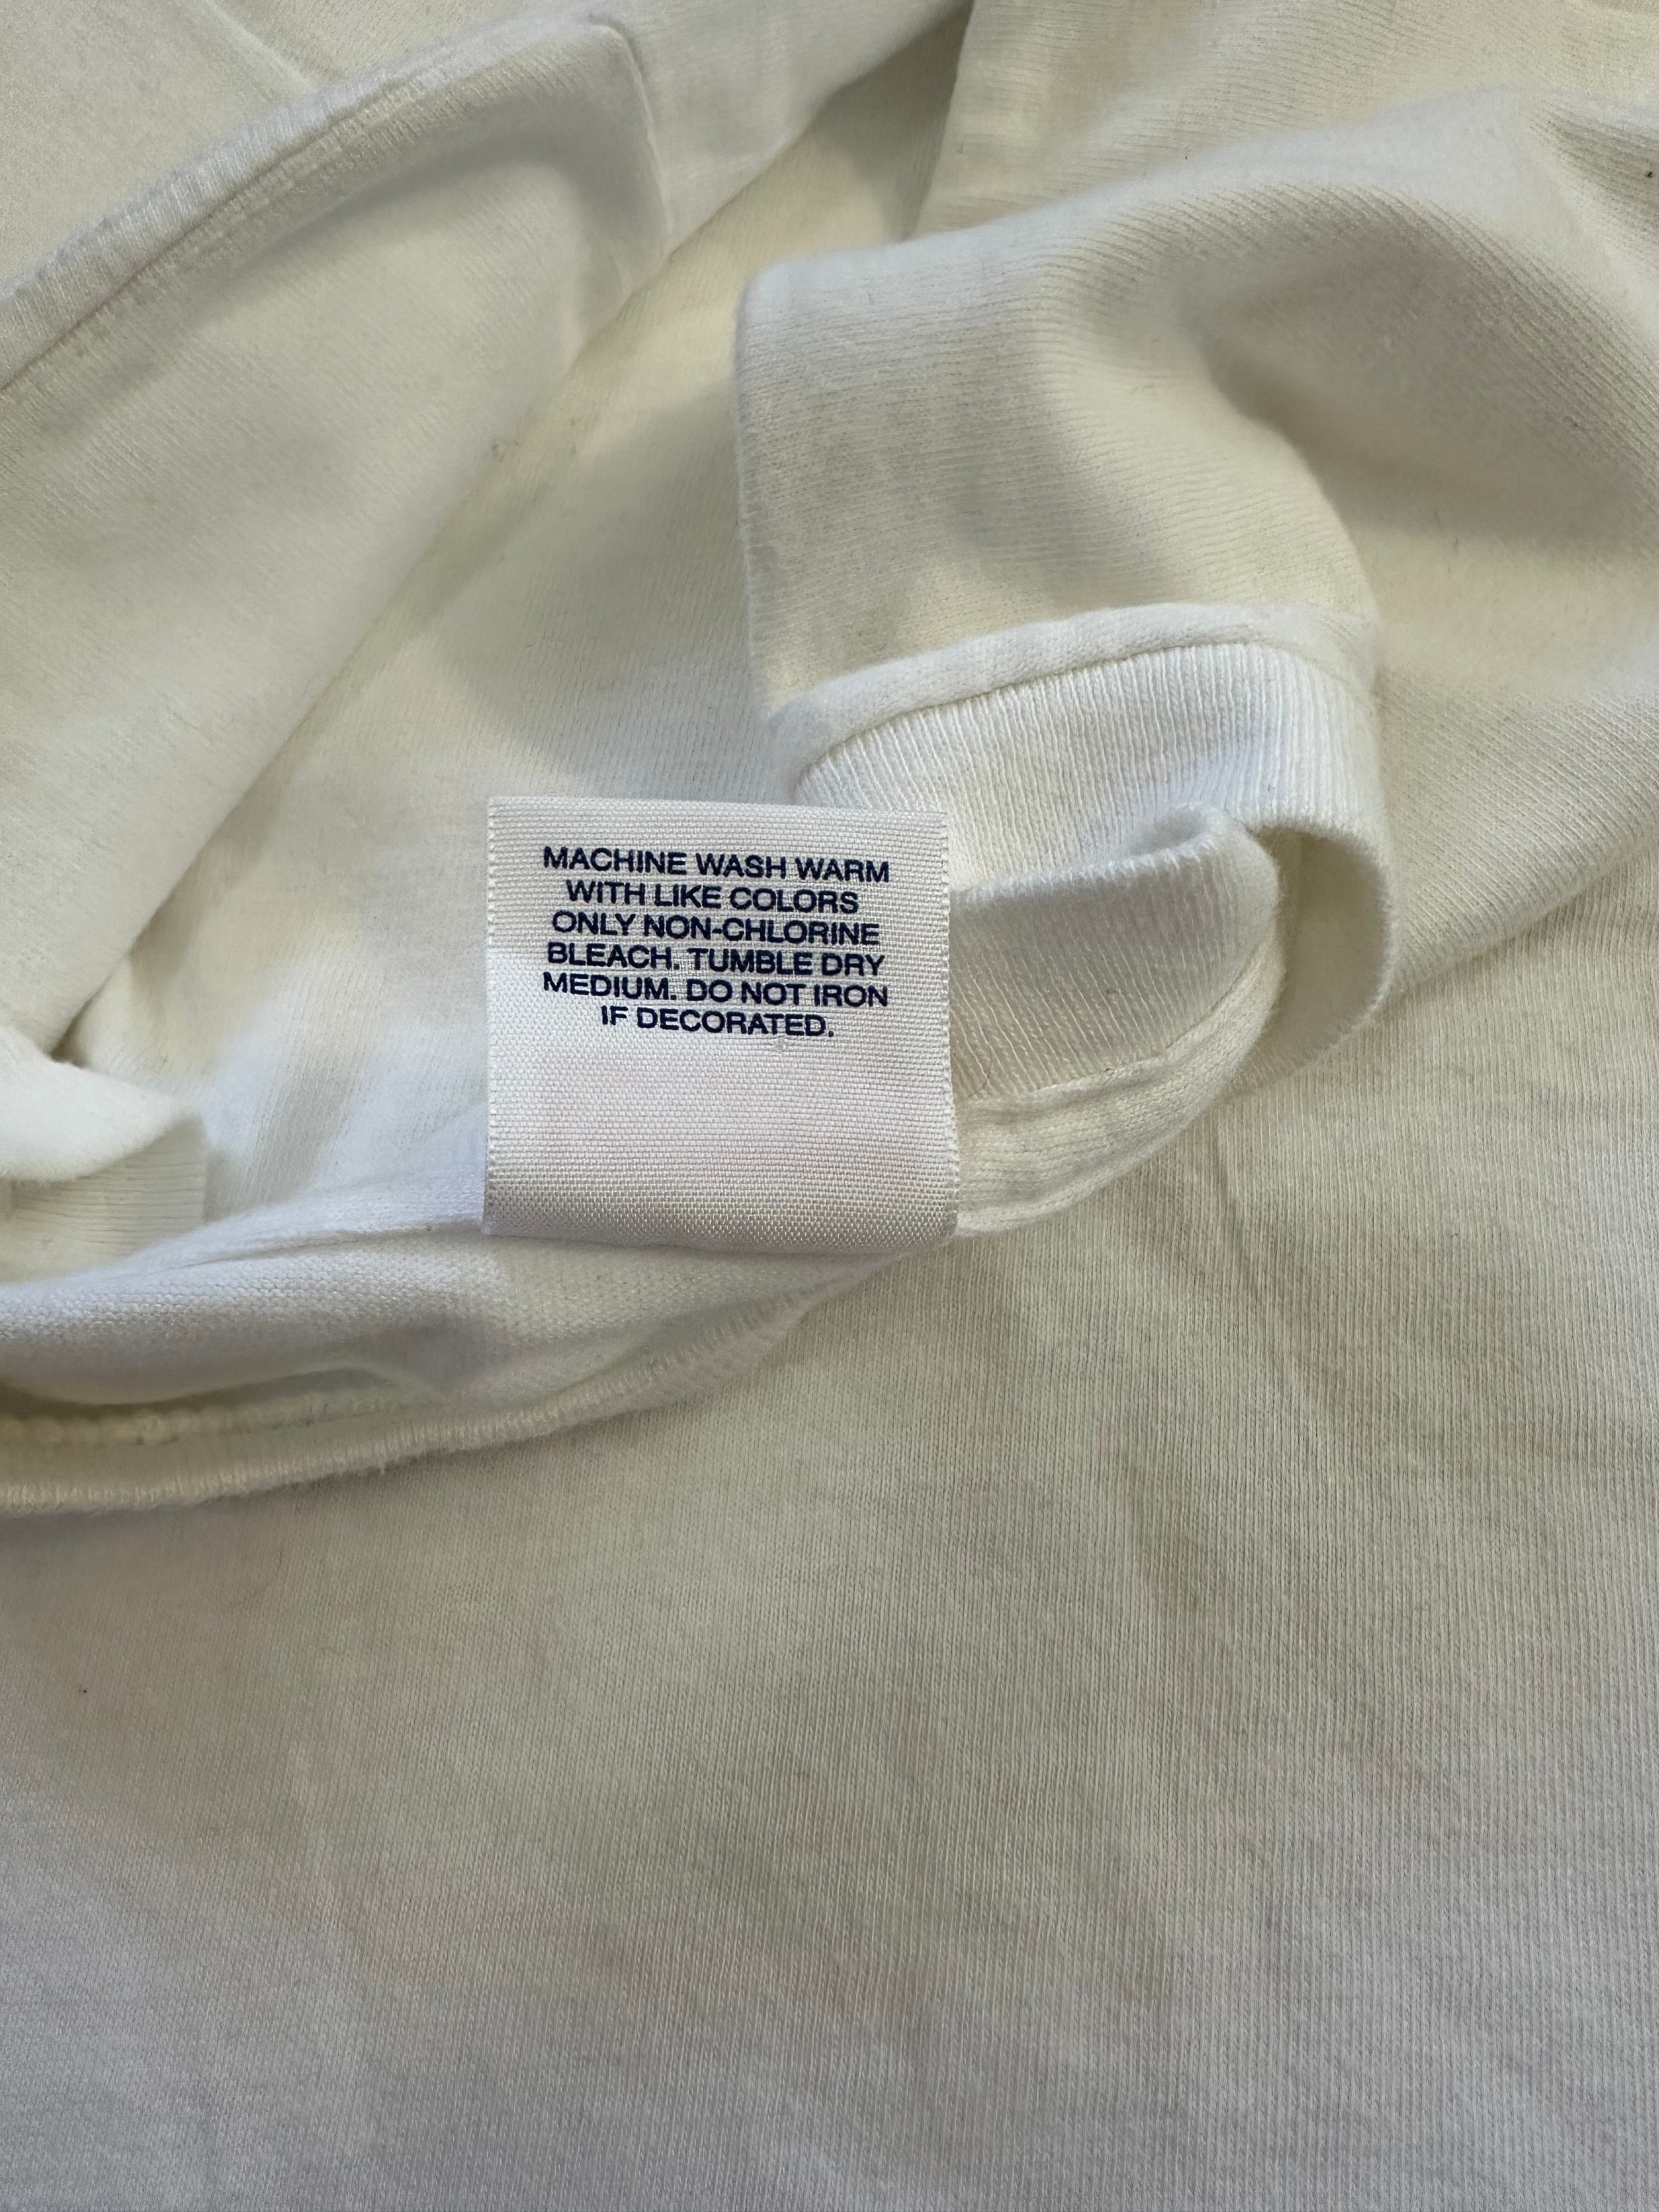 MACHINE WASH WARM
WITH LIKE COLORS
ONLY NON-CHLORINE
BLEACH. TUMBLE DRY
MEDIUM. DO NOT IRON
IF DECORATED.